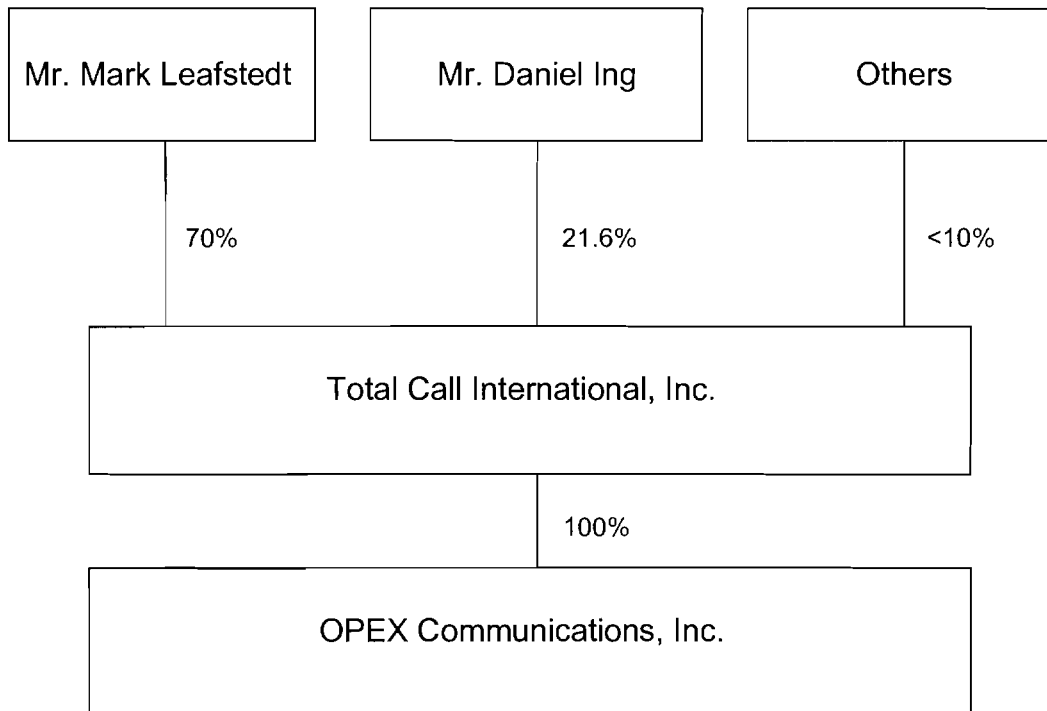 Mr. Mark Leafstedt
Mr. Daniel Ing
Others
70%
21.6%
<10%
Total Call International, Inc.
100%
OPEX Communications, Inc.